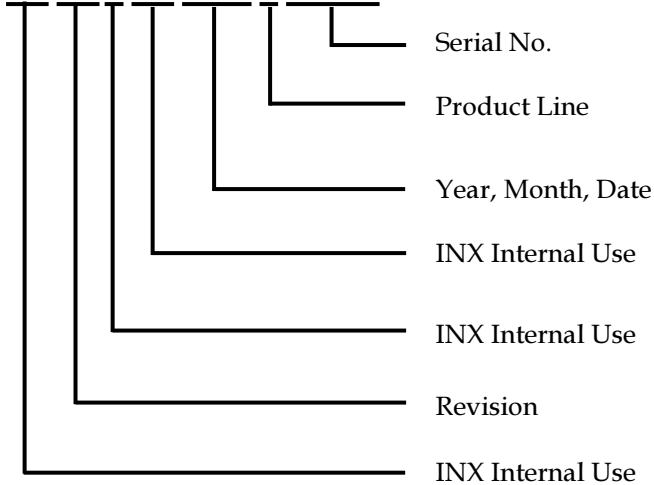 Serial No.
Product Line
Year, Month, Date
INX Internal Use
INX Internal Use
Revision
INX Internal Use